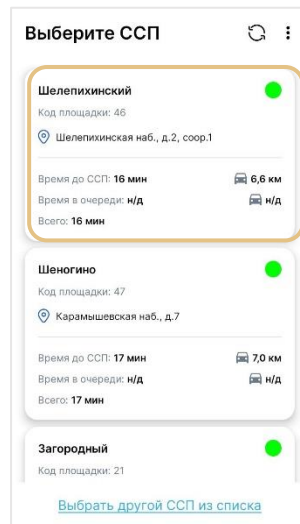 Выберите ССП
Шелепихинский
Код площадки: 46
Шелепихинская наб., д.2, соор.1
Время до ССП: 16 мин 6,6 км
Время в очереди: н/д н/д
Всего: 16 мин
Шеногино
Код площадки: 47
Карамышевская наб., д.7
Время до ССП: 17 мин 7,0 км
Время в очереди: н/д н/д
Всего: 17 мин
Загородный
Код площадки: 21
Выбрать другой ССП из списка